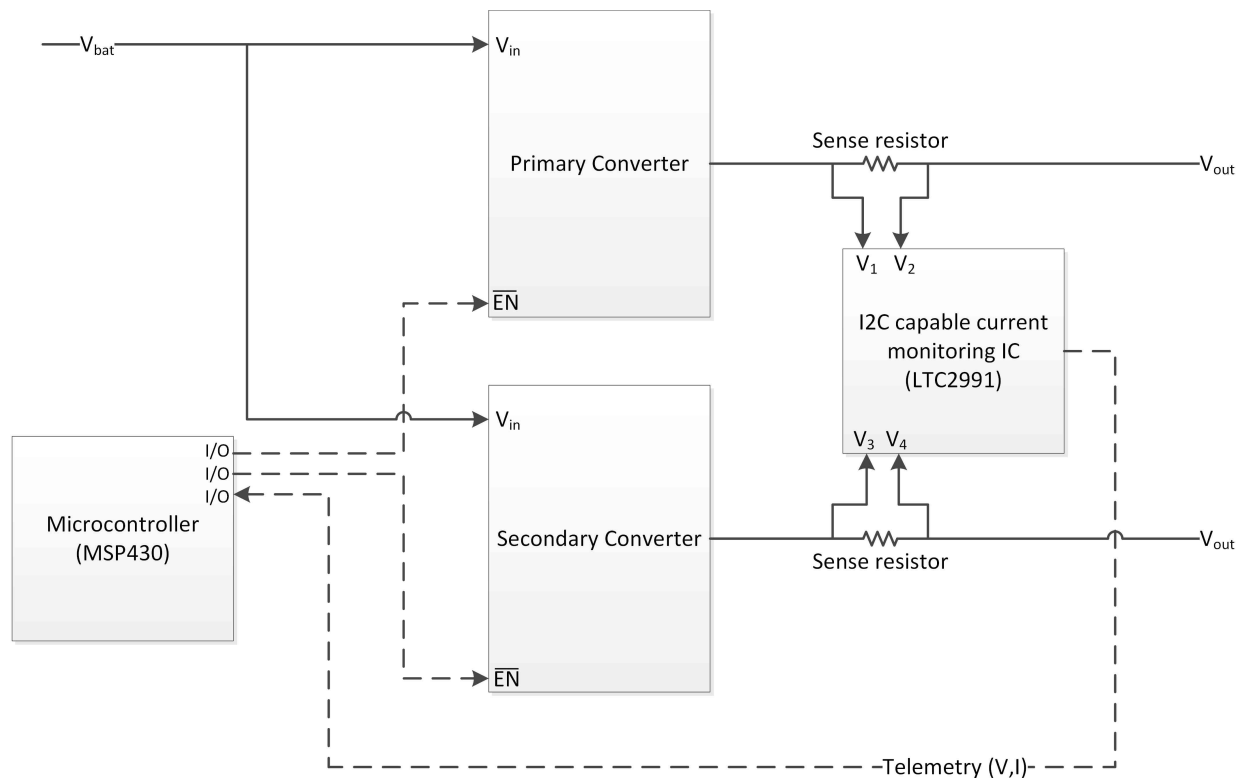 Vbat
Vin
Primary Converter
EN
Sense resistor
Vout
V1 V2
I2C capable current
monitoring IC
(LTC2991)
V3 V4
Vin
I/O
I/O
I/O
Microcontroller
(MSP430)
Secondary Converter
EN
Sense resistor
Vout
Telemetry (V,I)